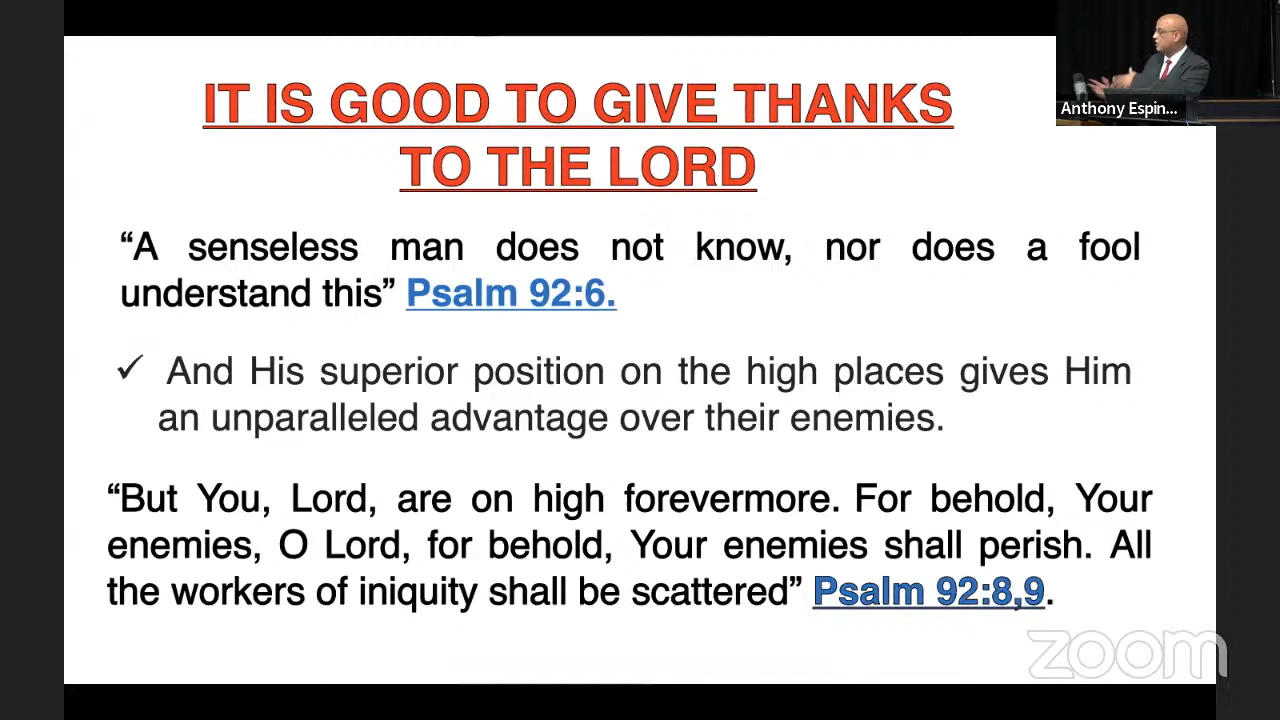 IT IS GOOD TO GIVE THANKS
TO THE LORD
Anthony Espin...
“A senseless man does not know, nor does a fool
understand this” Psalm 92:6.
✓ And His superior position on the high places gives Him
an unparalleled advantage over their enemies.
“But You, Lord, are on high forevermore. For behold, Your
enemies, O Lord, for behold, Your enemies shall perish. All
the workers of iniquity shall be scattered” Psalm 92:8,9.
zoom